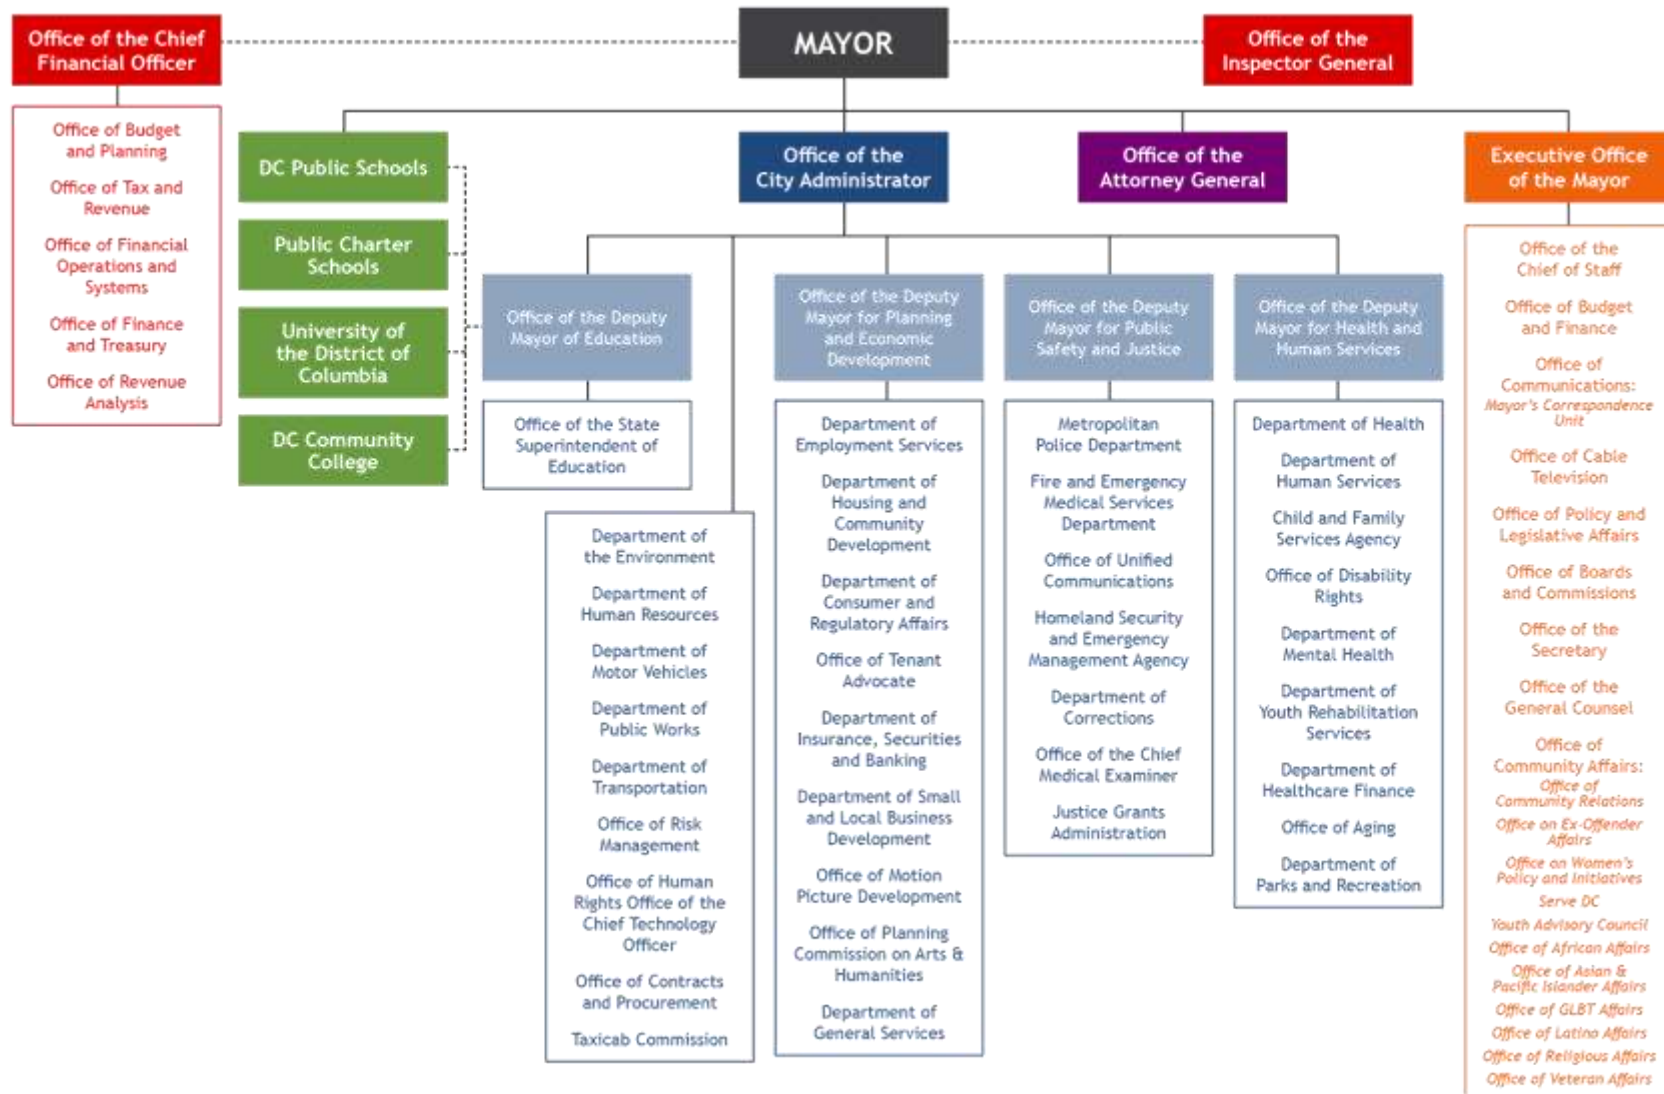 Office of the Chief
Financial Officer
MAYOR
Office of the
Inspector General
Office of Budget
and Planning
Office of Tax and
Revenue
Office of Financial
Operations and
Systems
Office of Finance
and Treasury
Office of Revenue
Analysis
DC Public Schools
Public Charter
Schools
University of
the District of
Columbia
DC Community
College
Office of the
City Administrator
Office of the
Attorney General
Executive Office
of the Mayor
Office of the Deputy
Mayor of Education
Office of the State
Superintendent of
Education
Department of
the Environment
Department of
Human Resources
Department of
Motor Vehicles
Department of
Public Works
Department of
Transportation
Office of Risk
Management
Office of Human
Rights Office of the
Chief Technology
Officer
Office of Contracts
and Procurement
Taxicab Commission
Office of the Deputy
Mayor for Planning
and Economic
Development
Department of
Employment Services
Department of
Housing and
Community
Development
Department of
Consumer and
Regulatory Affairs
Office of Tenant
Advocate
Department of
Insurance, Securities
and Banking
Department of Small
and Local Business
Development
Office of Motion
Picture Development
Office of Planning
Commission on Arts &
Humanities
Department of
General Services
Office of the Deputy
Mayor for Public
Safety and Justice
Metropolitan
Police Department
Fire and Emergency
Medical Services
Department
Office of Unified
Communications
Homeland Security
and Emergency
Management Agency
Department of
Corrections
Office of the Chief
Medical Examiner
Justice Grants
Administration
Office of the Deputy
Mayor for Health and
Human Services
Department of Health
Department of
Human Services
Child and Family
Services Agency
Office of Disability
Rights
Department of
Mental Health
Department of
Youth Rehabilitation
Services
Department of
Healthcare Finance
Office of Aging
Department of
Parks and Recreation
Office of the
Chief of Staff
Office of Budget
and Finance
Office of
Communications:
Mayor's Correspondence
Unit
Office of Cable
Television
Office of Policy and
Legislative Affairs
Office of Boards
and Commissions
Office of the
Secretary
Office of the
General Counsel
Office of
Community Affairs:
Office of
Community Relations
Office on Ex-Offender
Affairs
Office on Women's
Policy and Initiatives
Serve DC
Youth Advisory Council
Office of African Affairs
Office of Asian &
Pacific Islander Affairs
Office of GLBT Affairs
Office of Latino Affairs
Office of Religious Affairs
Office of Veteran Affairs